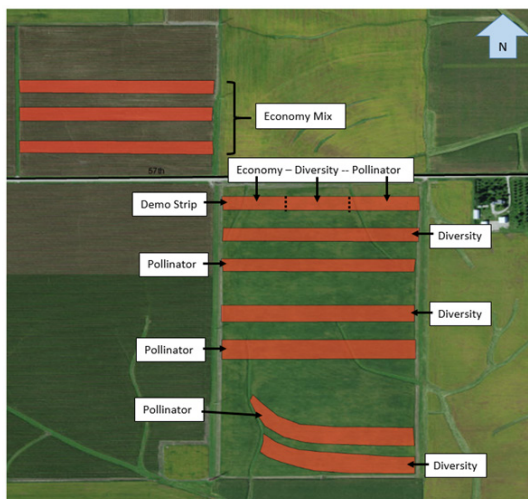 N
Economy Mix
57th
Economy – Diversity -- Pollinator
Demo Strip
Diversity
Pollinator
Diversity
Pollinator
Pollinator
Diversity